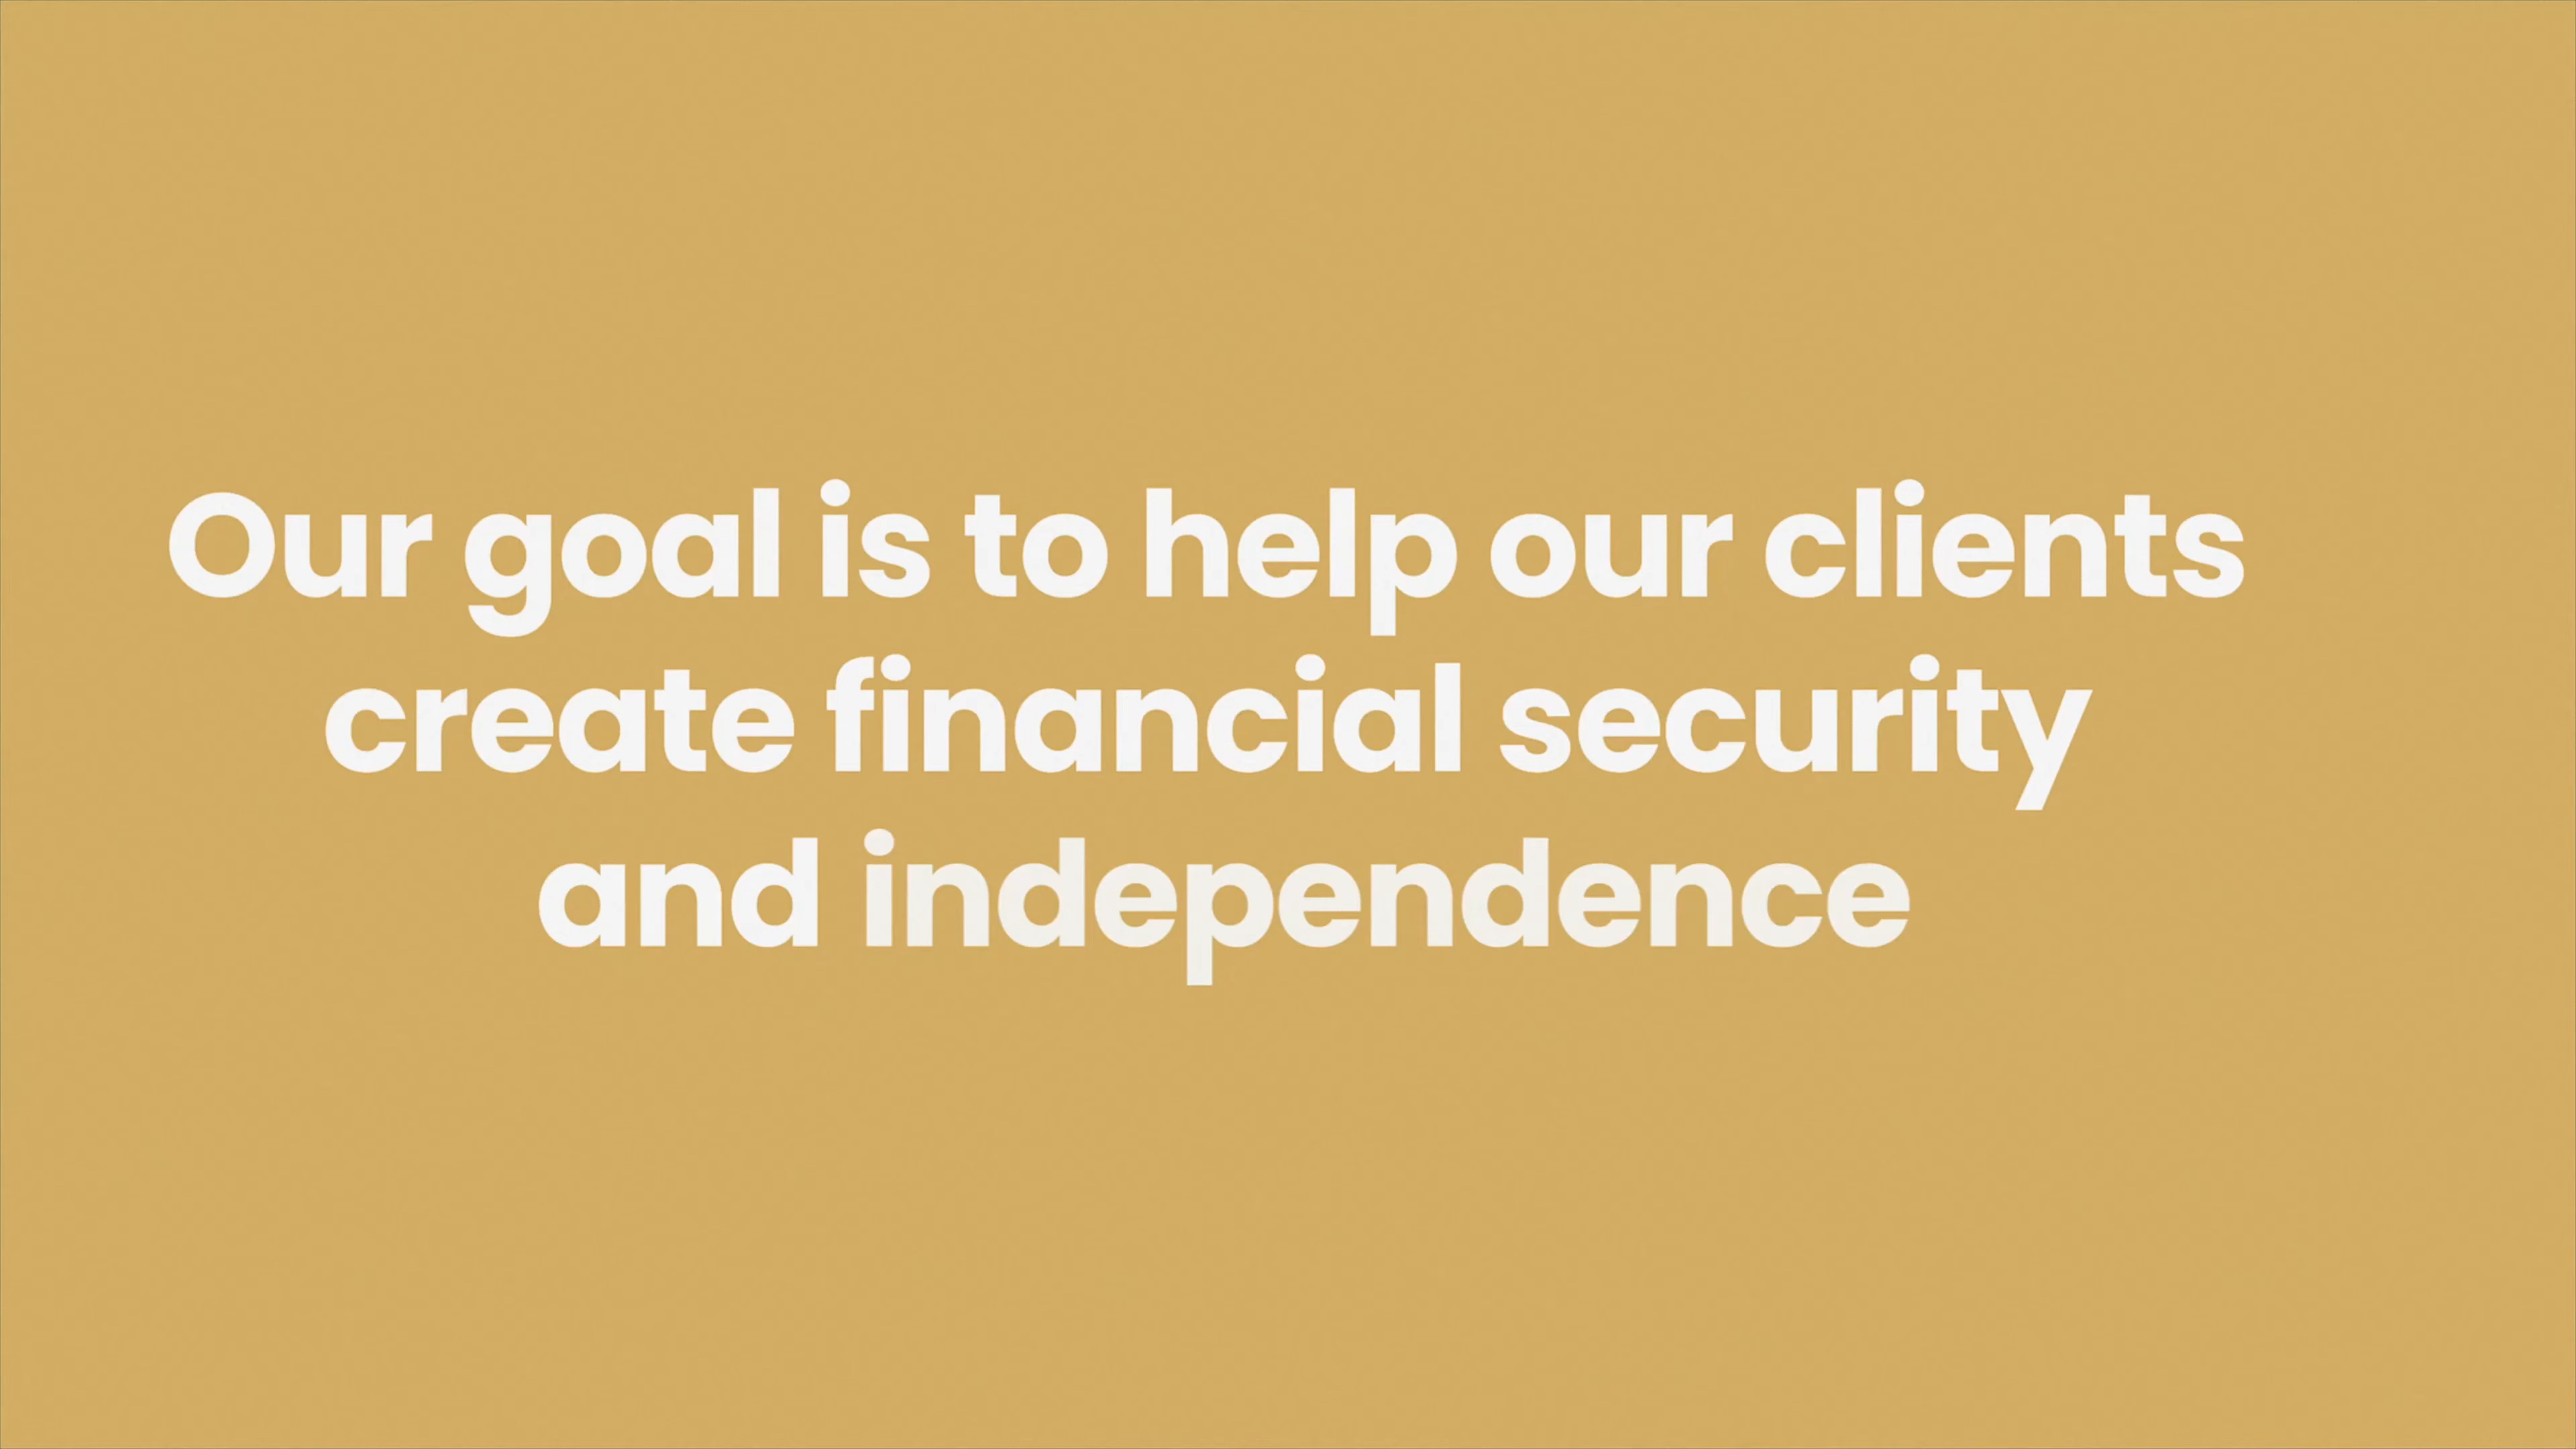 Our goal is to help our clients
create financial security
and independence